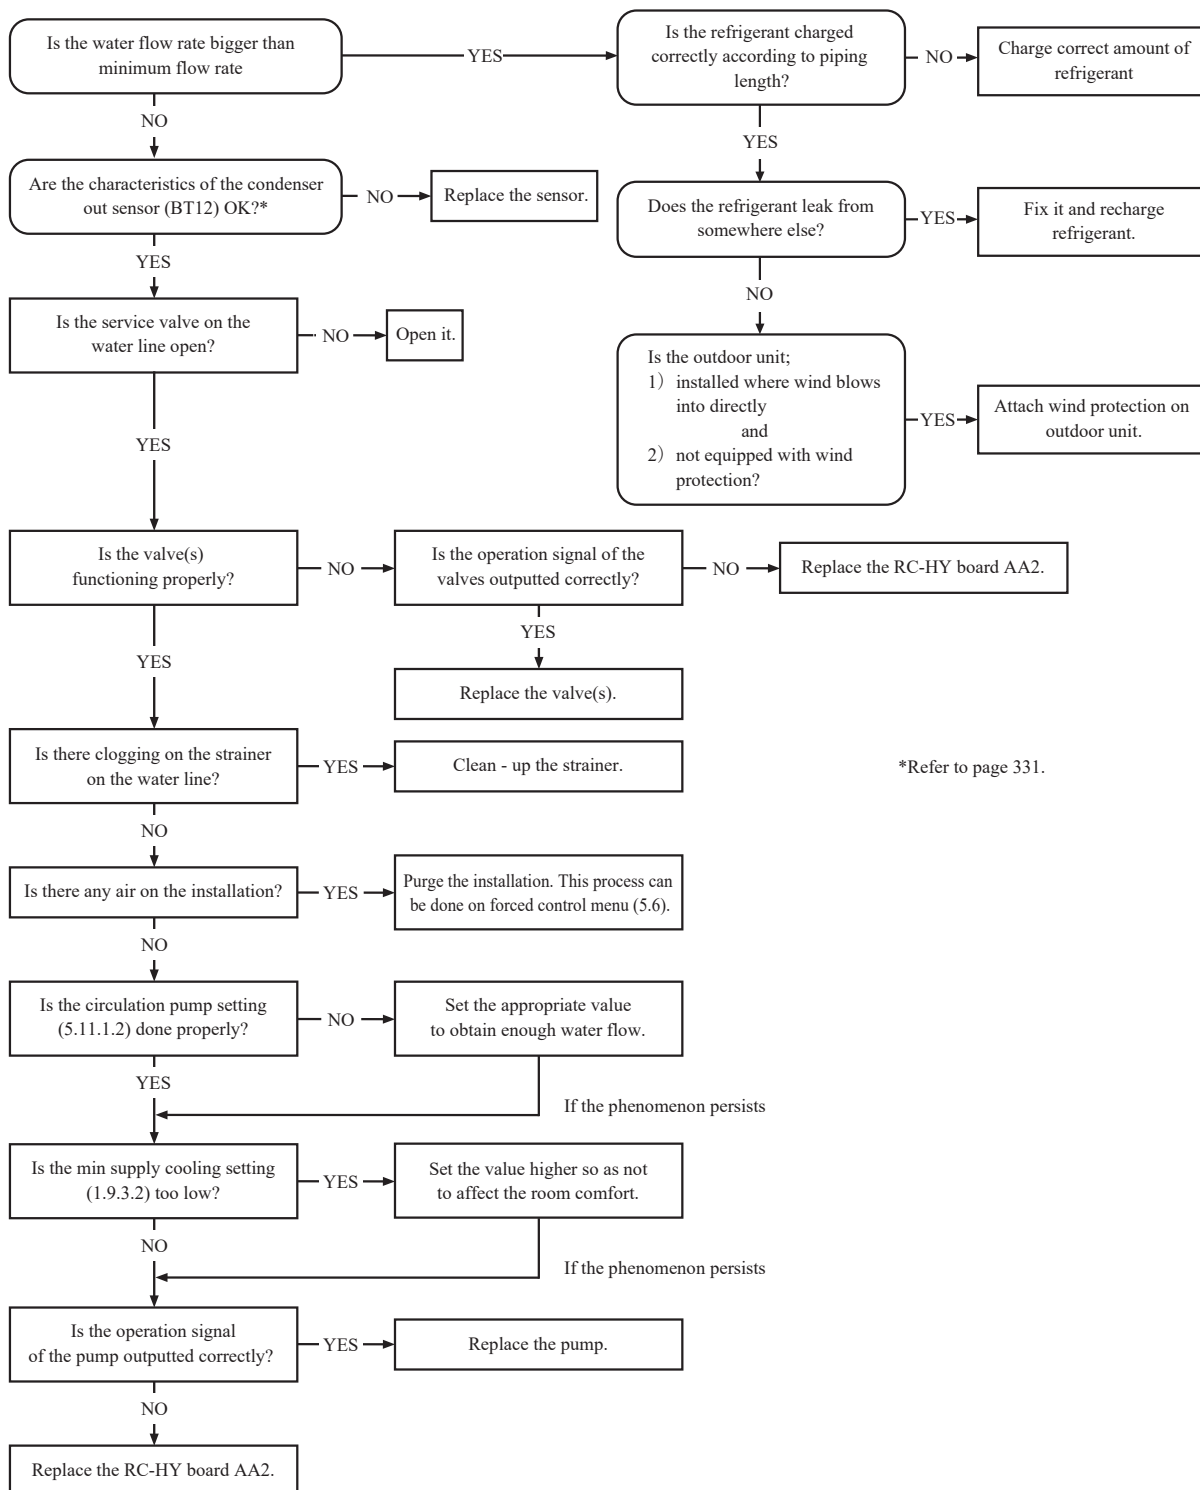 Is the water flow rate bigger than
minimum flow rate
YES
Is the refrigerant charged
correctly according to piping
length?
NO
Charge correct amount of
refrigerant
NO
YES
Are the characteristics of the condenser
out sensor (BT12) OK?*
NO
Replace the sensor.
Does the refrigerant leak from
somewhere else?
YES
Fix it and recharge
refrigerant.
YES
NO
Is the service valve on the
water line open?
NO
Open it.
Is the outdoor unit;
1) installed where wind blows
into directly
and
2) not equipped with wind
protection?
YES
Attach wind protection on
outdoor unit.
YES
Is the valve(s)
functioning properly?
NO
Is the operation signal of the
valves outputted correctly?
NO
Replace the RC-HY board AA2.
YES
YES
Replace the valve(s).
Is there clogging on the strainer
on the water line?
YES
Clean - up the strainer.
*Refer to page 331.
NO
Is there any air on the installation?
YES
Purge the installation. This process can
be done on forced control menu (5.6).
NO
Is the circulation pump setting
(5.11.1.2) done properly?
NO
Set the appropriate value
to obtain enough water flow.
YES
If the phenomenon persists
Is the min supply cooling setting
(1.9.3.2) too low?
YES
Set the value higher so as not
to affect the room comfort.
NO
If the phenomenon persists
Is the operation signal
of the pump outputted correctly?
YES
Replace the pump.
NO
Replace the RC-HY board AA2.